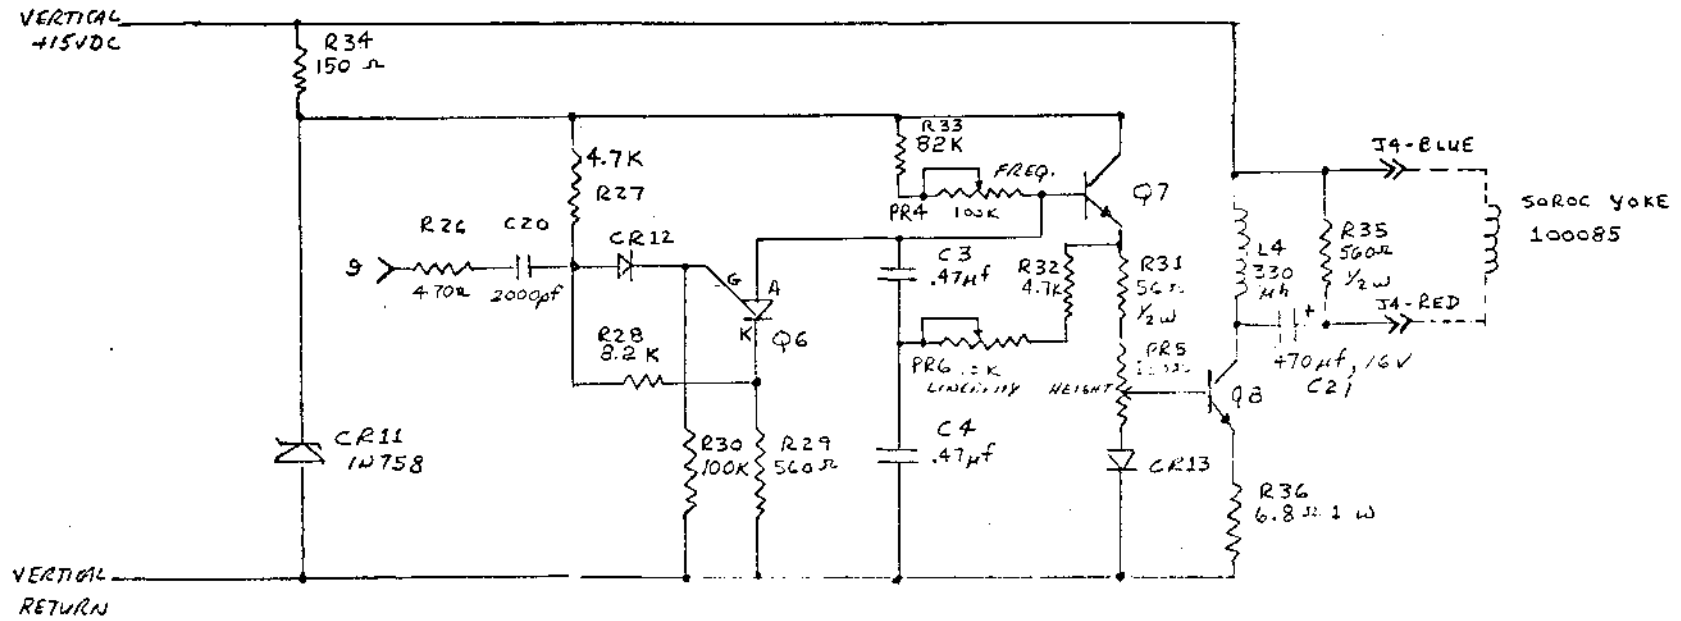 VERTICAL
+15VDC
R34
150 Ω
R33
82K
4.7K
R27
FREQ.
PR4
100K
Q7
J4-BLUE
SOROC YOKE
100085
R26
C20
CR12
9
470Ω
2000pf
G
A
K
Q6
R28
8.2K
C3
.47µf
R32
4.7K
R31
56Ω
1/2 W
L4
330
µh
R35
560Ω
1/2 W
J4-RED
+
470µf, 16V
C21
PR6
K
LINEARITY
HEIGHT
PR5
Q8
CR11
1N758
R30
100K
R29
560Ω
C4
.47µf
CR13
R36
6.8Ω 1 W
VERTICAL
RETURN